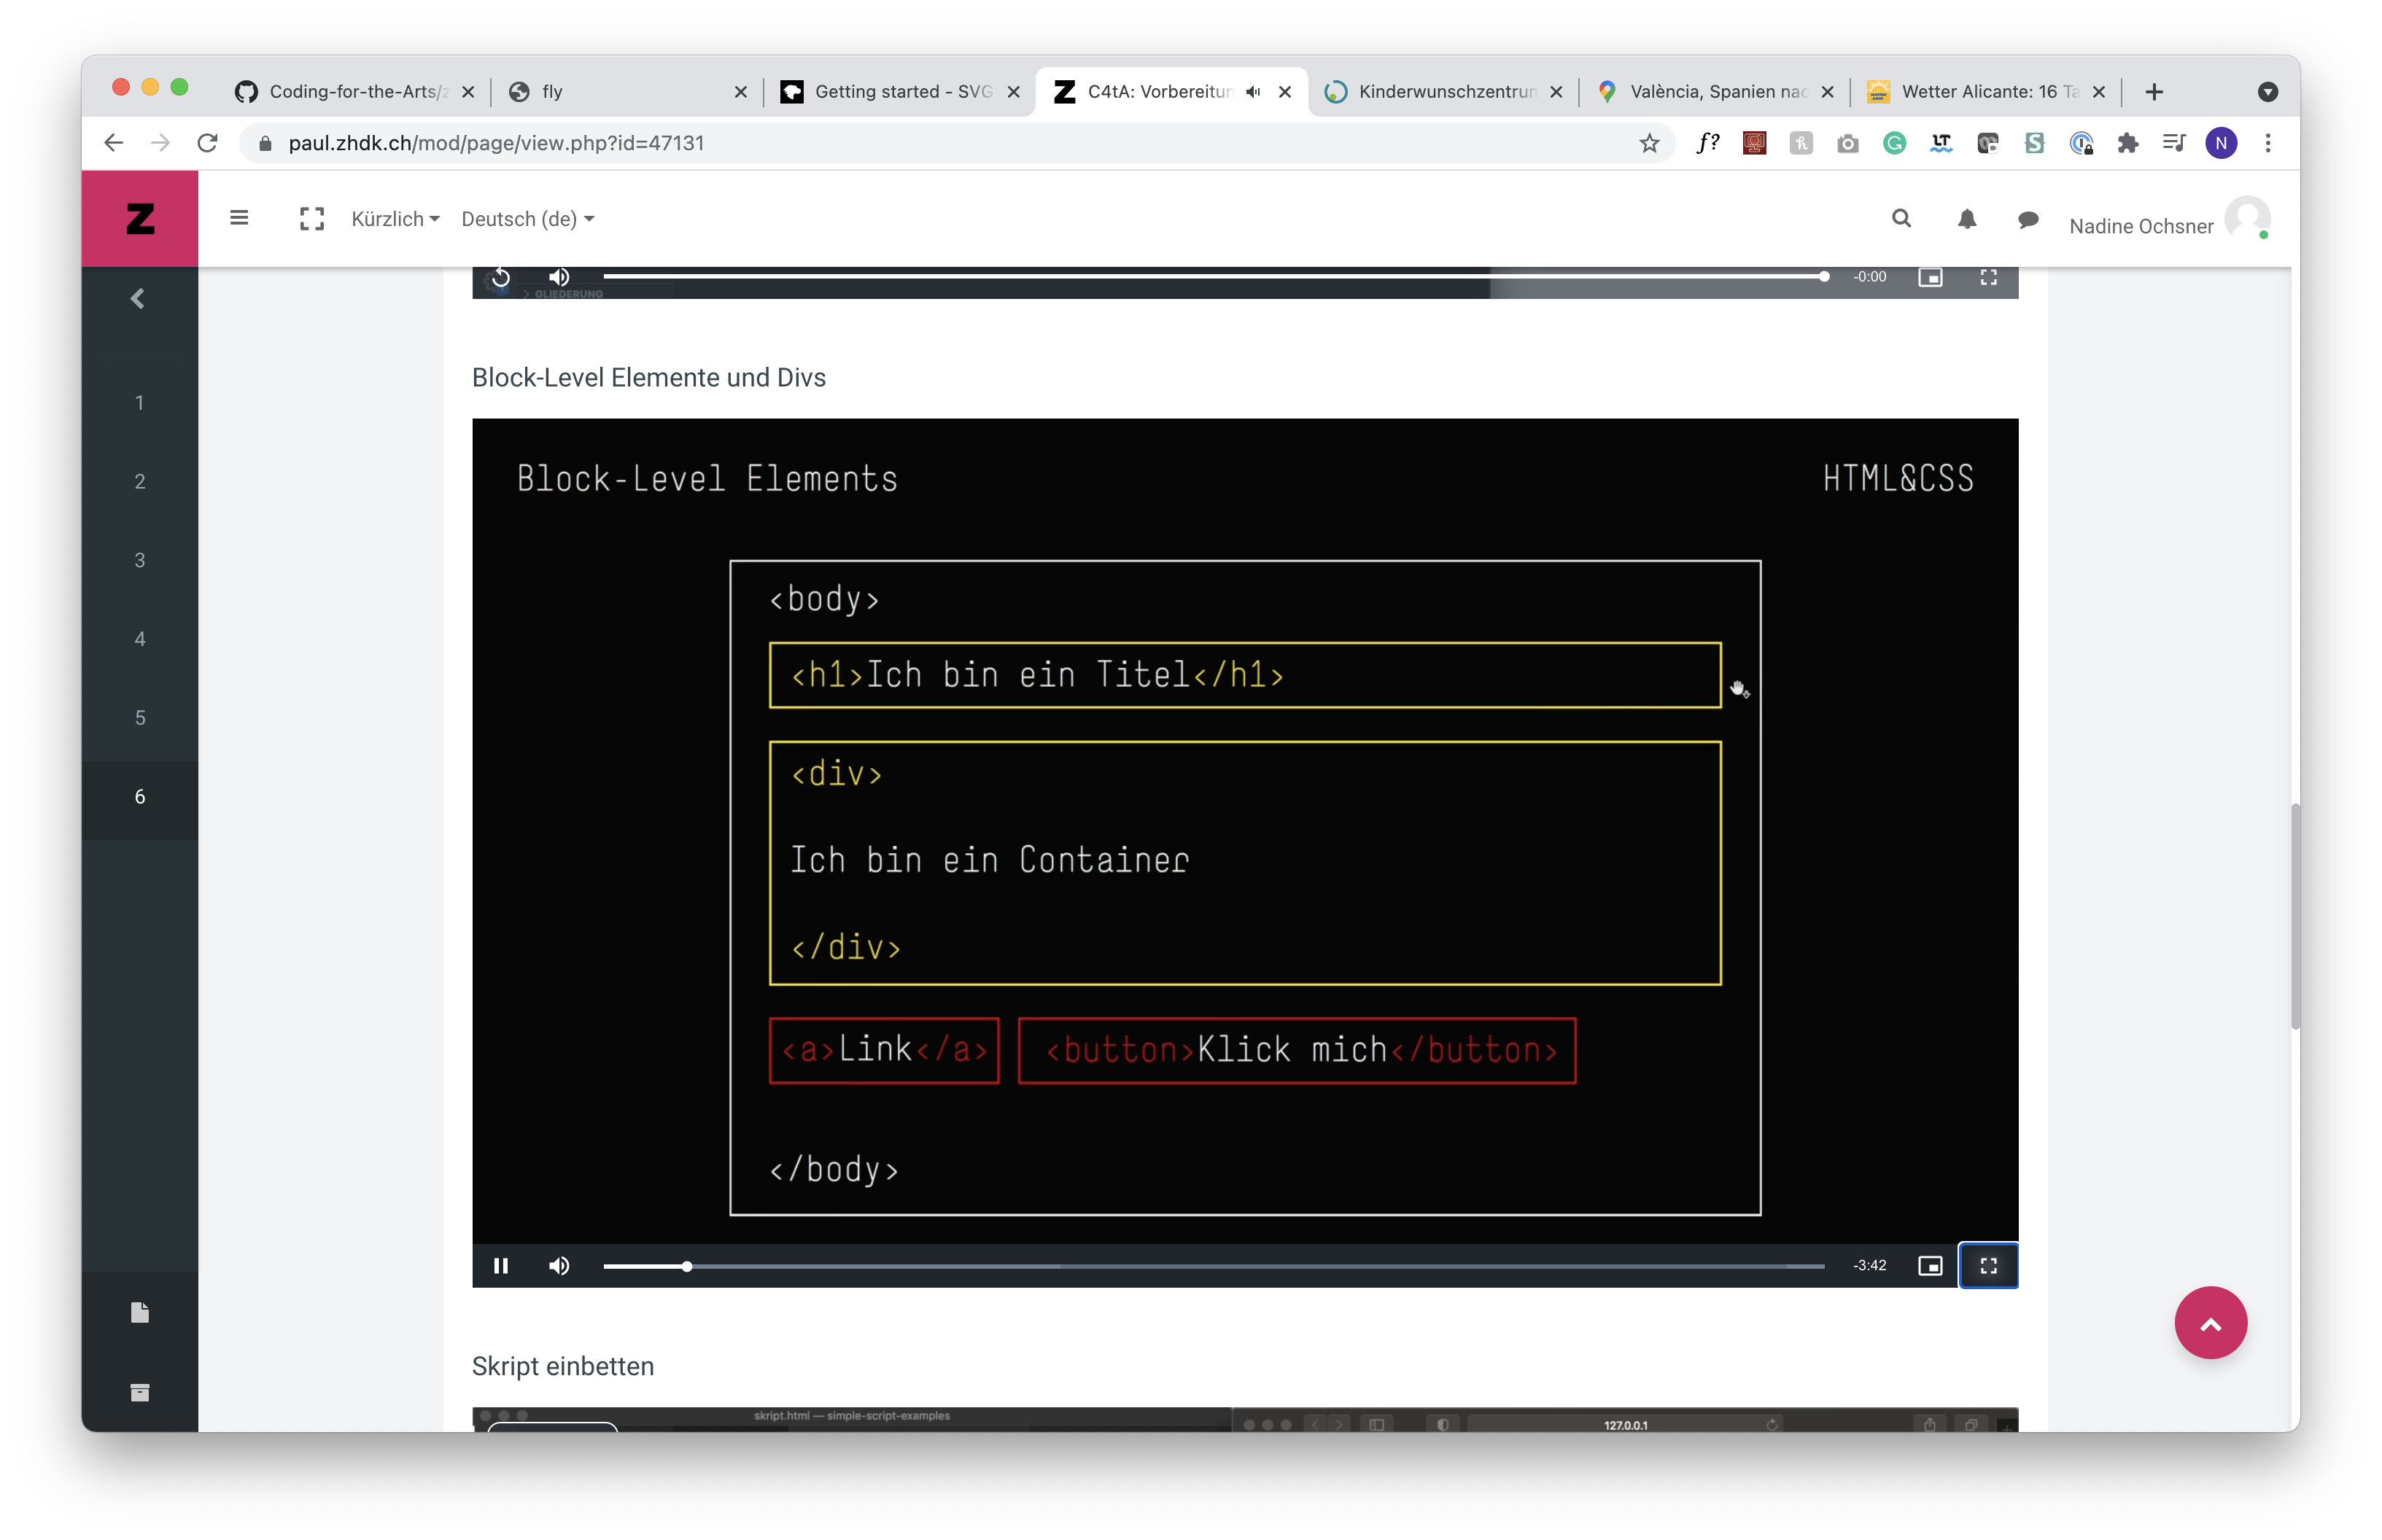 Coding-for-the-Arts/z
fly
Getting started - SVG
C4tA: Vorbereitun
Kinderwunschzentrum
València, Spanien nac
Wetter Alicante: 16 Ta
paul.zhdk.ch/mod/page/view.php?id=47131
f?
N
Z
Kürzlich
Deutsch (de)
Nadine Ochsner
GLIEDERUNG
-0:00
1
2
3
4
5
6
Block-Level Elemente und Divs
Block-Level Elements
HTML&CSS
<body>
<h1>Ich bin ein Titel</h1>
<div>
Ich bin ein Container
</div>
<a>Link</a>
<button>Klick mich</button>
</body>
-3:42
Skript einbetten
skript.html — simple-script-examples
127.0.0.1